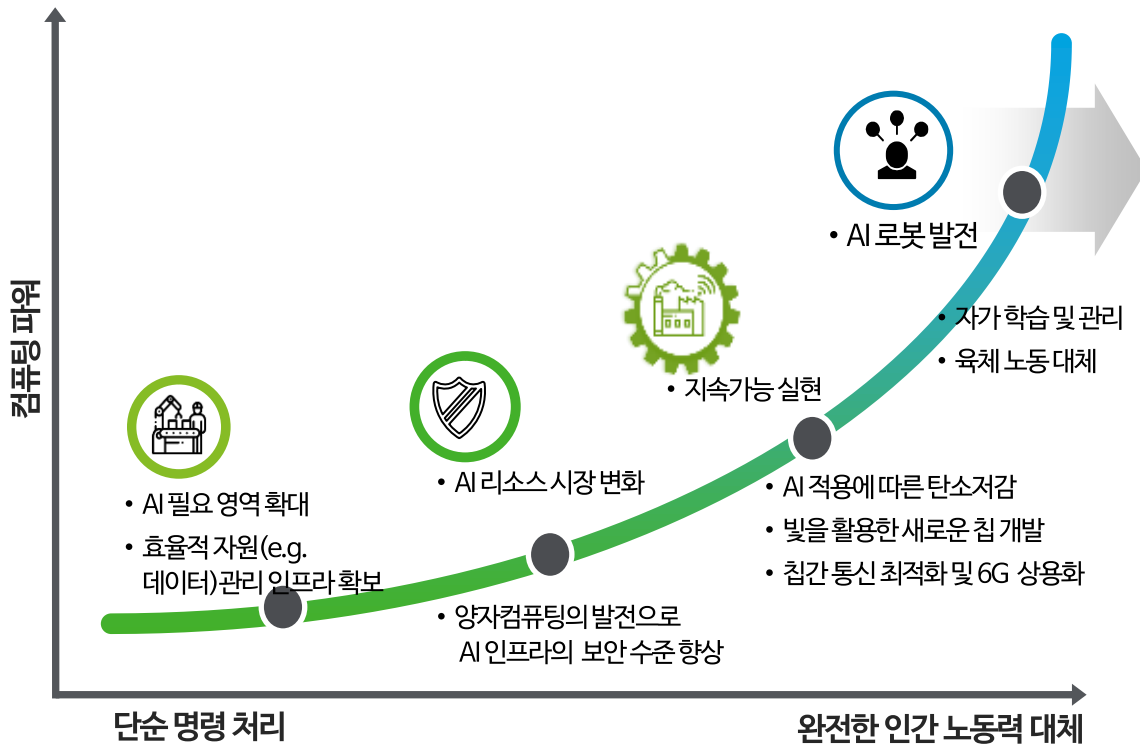 컴퓨팅 파워
• AI 필요 영역 확대
• 효율적 자원(e.g.
데이터)관리 인프라 확보
• AI 리소스 시장 변화
• 양자컴퓨팅의 발전으로
AI 인프라의 보안 수준 향상
• 지속가능 실현
• AI 적용에 따른 탄소저감
• 빛을 활용한 새로운 칩 개발
• 칩간 통신 최적화 및 6G 상용화
• AI 로봇 발전
• 자가 학습 및 관리
• 육체 노동 대체
단순 명령 처리
완전한 인간 노동력 대체